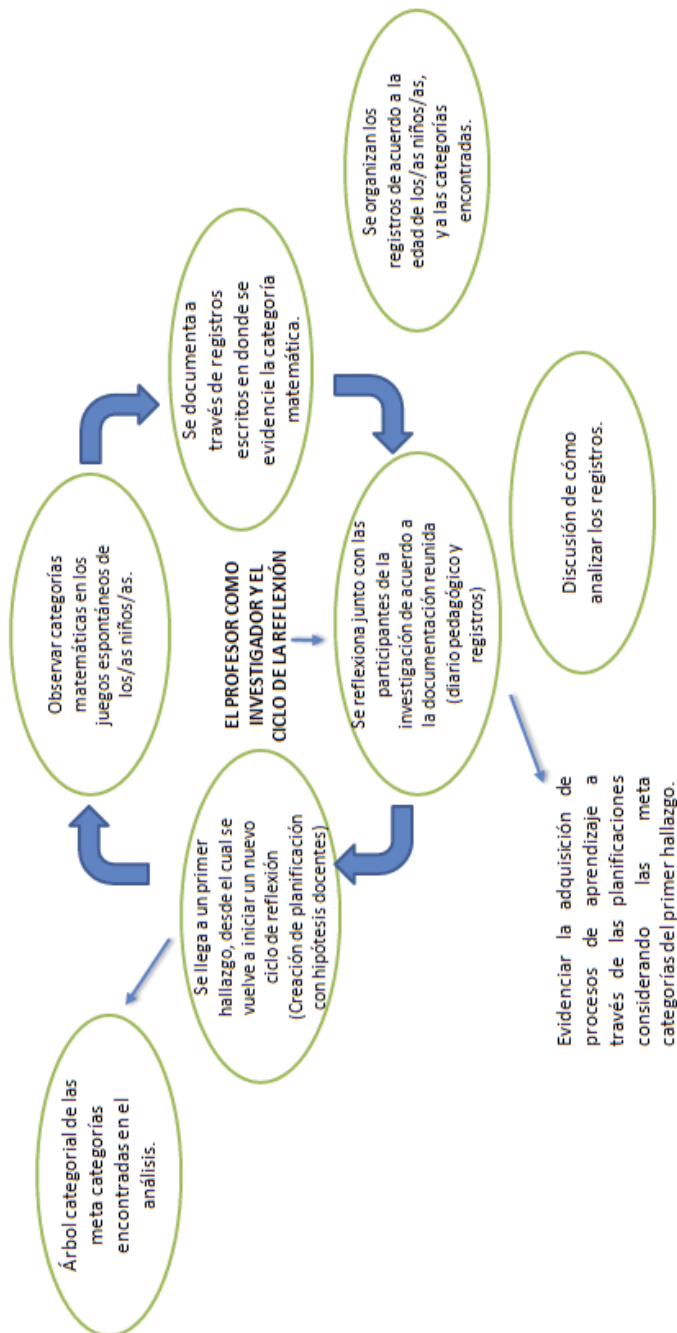 Observar categorías
matemáticas en los
juegos espontáneos de
los/as niños/as.
Se documenta a
través de registros
escritos en donde se
evidencie la categoría
matemática.
Se organizan los
registros de acuerdo a la
edad de los/as niños/as,
y a las categorías
encontradas.
EL PROFESOR COMO
INVESTIGADOR Y EL
CICLO DE LA REFLEXIÓN
Se reflexiona junto con las
participantes de la
investigación de acuerdo a
la documentación reunida
(diario pedagógico y
registros)
Discusión de cómo
analizar los registros.
Se llega a un primer
hallazgo, desde el cual se
vuelve a iniciar un nuevo
ciclo de reflexión
(Creación de planificación
con hipótesis docentes)
Árbol categorial de las
meta categorías
encontradas en el
análisis.
Evidenciar la adquisición de
procesos de aprendizaje a
través de las planificaciones
considerando las meta
categorías del primer hallazgo.